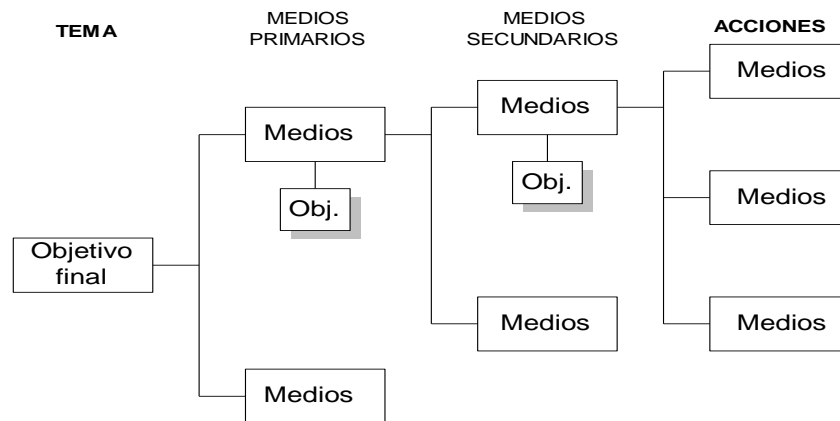 TEMA
MEDIOS
PRIMARIOS
MEDIOS
SECUNDARIOS
ACCIONES
Medios
Medios
Medios
Obj.
Obj.
Medios
Objetivo
final
Medios
Medios
Medios